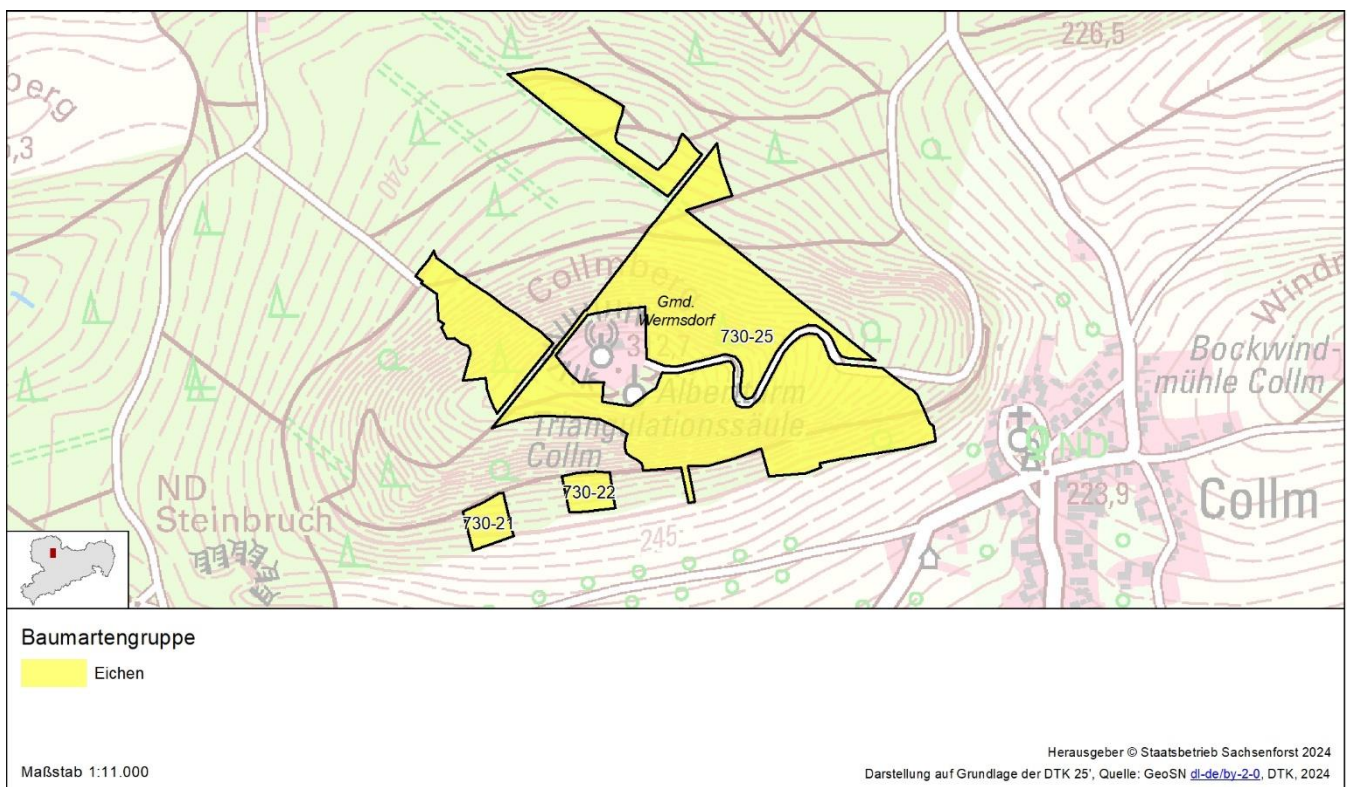 226,5
berg
5,3
240
Collmberg
Gmd.
Wermsdorf
730-25
Windm
Bockwind-
mühle Collm
Albertturm
Triangulationssäule
Collm
ND
730-22
730-21
ND
Steinbruch
223,9
Collm
245
Baumartengruppe
Eichen
Maßstab 1:11.000
Herausgeber © Staatsbetrieb Sachsenforst 2024
Darstellung auf Grundlage der DTK 25', Quelle: GeoSN dl-de/by-2-0, DTK, 2024